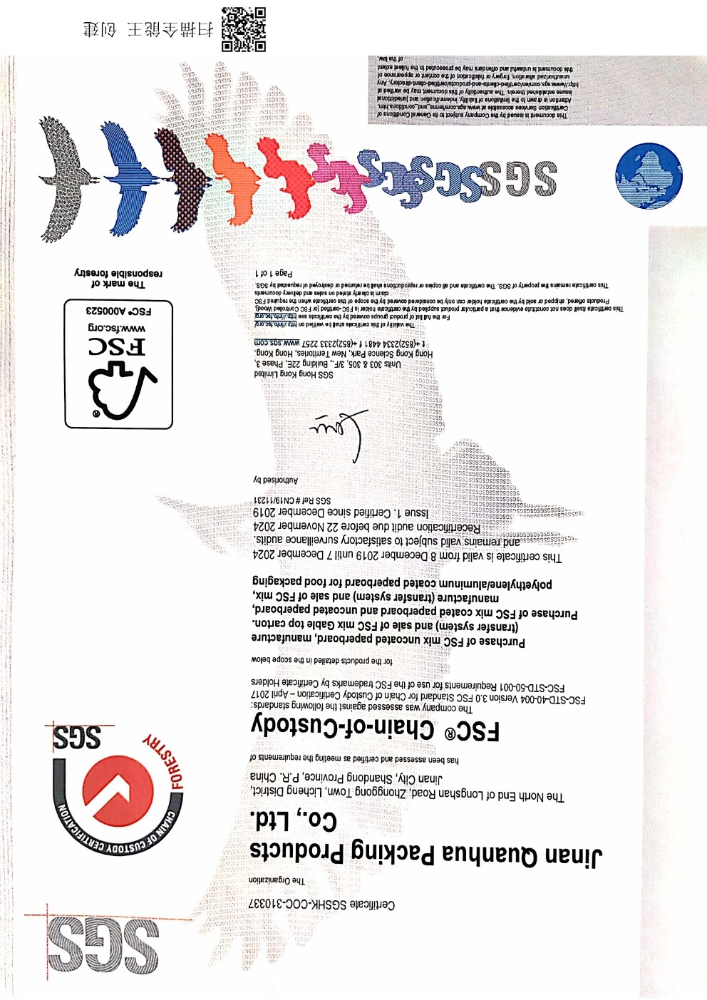 SGS
Certificate SGSHK-COC-310337
The Organization
Jinan Quanhua Packing Products
Co., Ltd.
The North End of Longshan Road, Zhonggong Town, Licheng District,
Jinan City, Shandong Province, P.R. China
has been assessed and certified as meeting the requirements of
FSC® Chain-of-Custody
The company was assessed against the following standards:
FSC-STD-40-004 Version 3.0 FSC Standard for Chain of Custody Certification – April 2017
FSC-STD-50-001 Requirements for use of the FSC trademarks by Certificate Holders
for the products detailed in the scope below
Purchase of FSC mix uncoated paperboard, manufacture
(transfer system) and sale of FSC mix Gable top carton.
Purchase of FSC mix coated paperboard and uncoated paperboard,
manufacture (transfer system) and sale of FSC mix,
polyethylene/aluminum coated paperboard for food packaging
This certificate is valid from 8 December 2019 until 7 December 2024
and remains valid subject to satisfactory surveillance audits.
Recertification audit due before 22 November 2024
Issue 1. Certified since December 2019
SGS Ref # CN19/11231
Authorised by
SGS Hong Kong Limited
Units 303 & 305, 3/F., Building 22E, Phase 3,
Hong Kong Science Park, New Territories, Hong Kong.
t +(852)2334 4481 f +(852)2333 2257 www.sgs.com
The validity of this certificate shall be verified on http://info.fsc.org/
For the full list of product groups covered by the certificate see http://info.fsc.org/
This certificate itself does not constitute evidence that a particular product supplied by the certificate holder is FSC-certified [or FSC Controlled Wood].
Product offered, shipped or sold by the certificate holder can only be considered covered by the scope of this certificate when the required FSC
claim is clearly stated on sales and delivery documents
This certificate remains the property of SGS. The certificate and all copies or reproductions shall be returned or destroyed if requested by SGS.
Page 1 of 1
CHAIN OF CUSTODY CERTIFICATION
FORESTRY
SGS
®
FSC
www.fsc.org
FSC® A000523
The mark of
responsible forestry
SGSSGSGS
This document is issued by the Company subject to its General Conditions of
Certification Services accessible at www.sgs.com/terms_and_conditions.htm.
Attention is drawn to the limitations of liability, indemnification and jurisdictional
issues established therein. The authenticity of this document may be verified at
http://www.sgs.com/en/certified-clients-and-products/certified-client-directory. Any
unauthorized alteration, forgery or falsification of the content or appearance of
this document is unlawful and offenders may be prosecuted to the fullest extent
of the law.
扫描全能王 创建